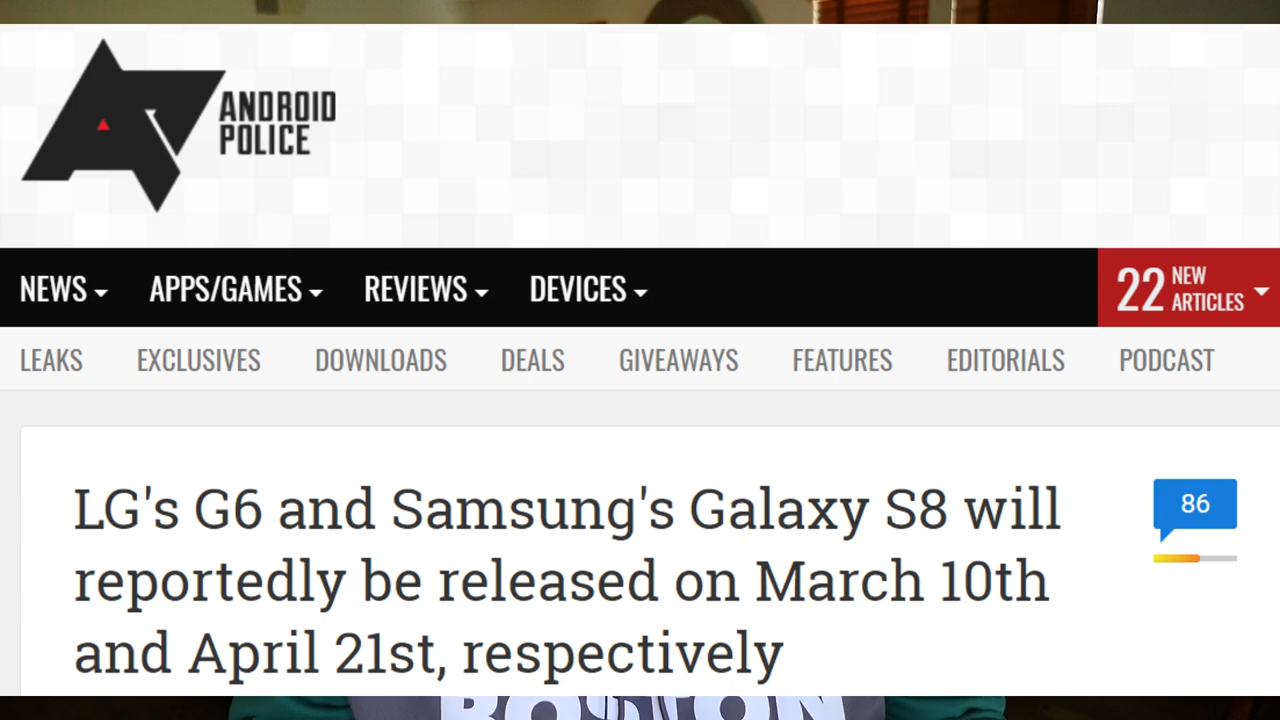 ANDROID
POLICE
NEWS APPS/GAMES REVIEWS DEVICES
22 NEW
ARTICLES
LEAKS EXCLUSIVES DOWNLOADS DEALS GIVEAWAYS FEATURES EDITORIALS PODCAST
LG's G6 and Samsung's Galaxy S8 will
86
reportedly be released on March 10th
and April 21st, respectively
BOSTON